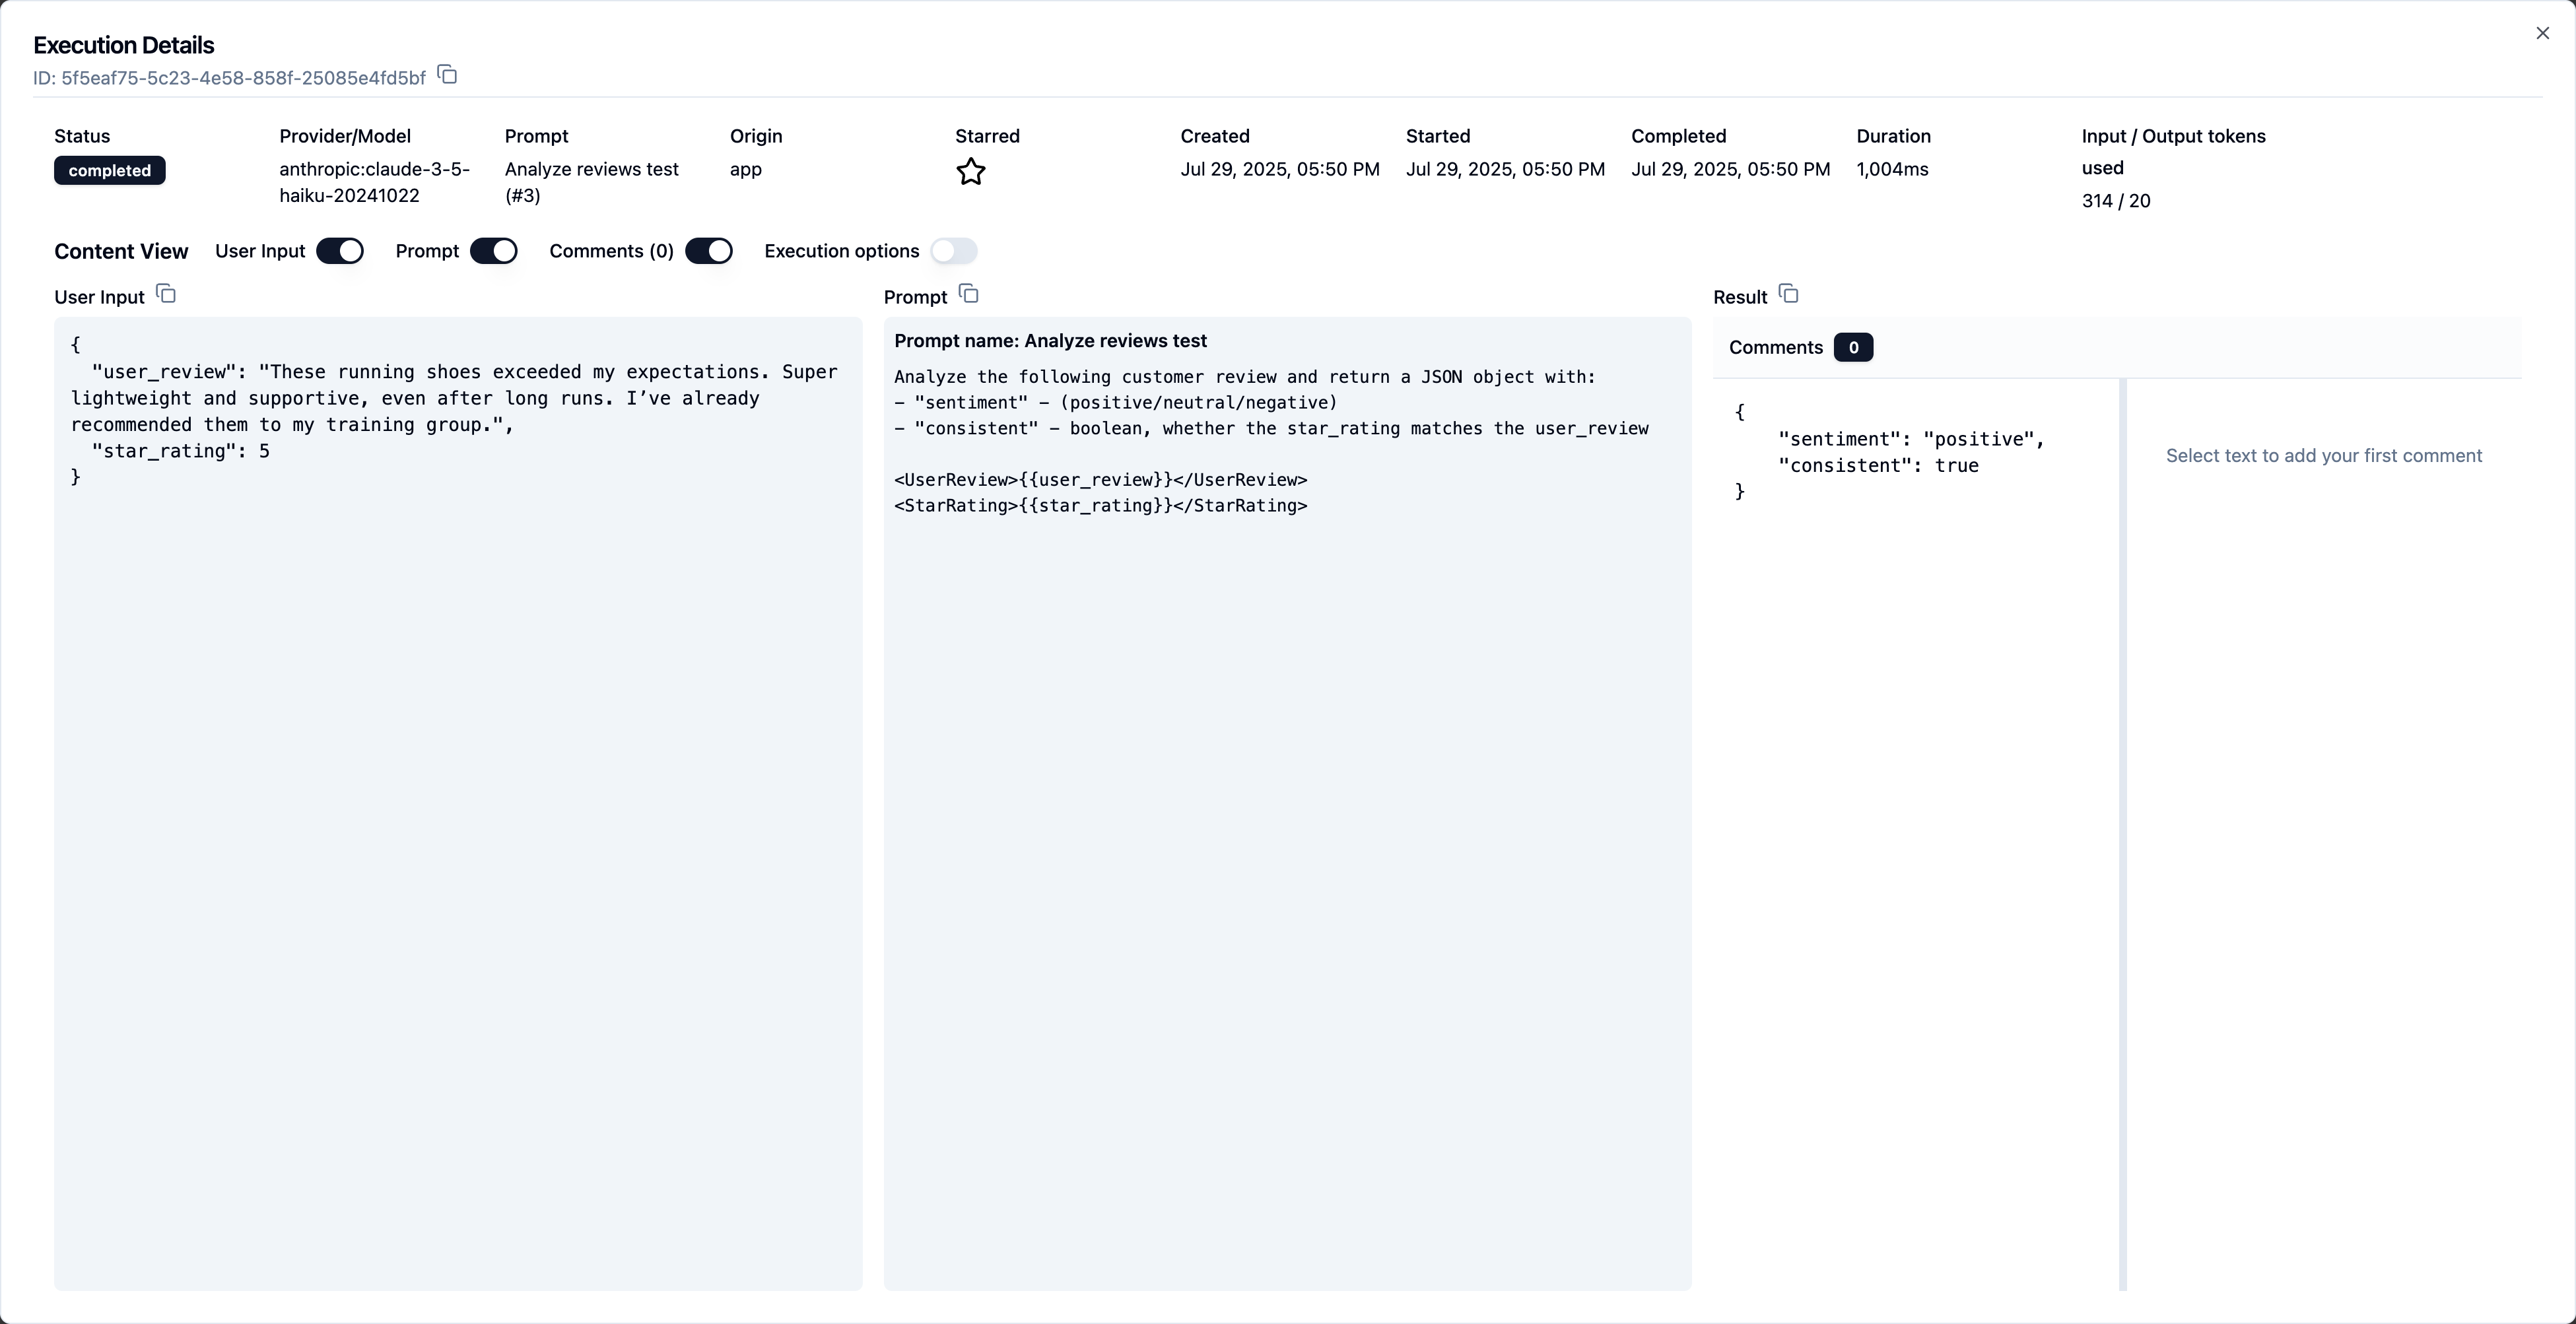 Execution Details
ID: 5f5eaf75-5c23-4e58-858f-25085e4fd5bf
Status
completed
Provider/Model
anthropic:claude-3-5-
haiku-20241022
Prompt
Analyze reviews test
(#3)
Origin
app
Starred
Created
Jul 29, 2025, 05:50 PM
Started
Jul 29, 2025, 05:50 PM
Completed
Jul 29, 2025, 05:50 PM
Duration
1,004ms
Input / Output tokens
used
314 / 20
Content View
User Input
Prompt
Comments (0)
Execution options
User Input
{
  "user_review": "These running shoes exceeded my expectations. Super
lightweight and supportive, even after long runs. I’ve already
recommended them to my training group.",
  "star_rating": 5
}
Prompt
Prompt name: Analyze reviews test
Analyze the following customer review and return a JSON object with:
- "sentiment" - (positive/neutral/negative)
- "consistent" - boolean, whether the star_rating matches the user_review
<UserReview>{{user_review}}</UserReview>
<StarRating>{{star_rating}}</StarRating>
Result
Comments 0
{
    "sentiment": "positive",
    "consistent": true
}
Select text to add your first comment